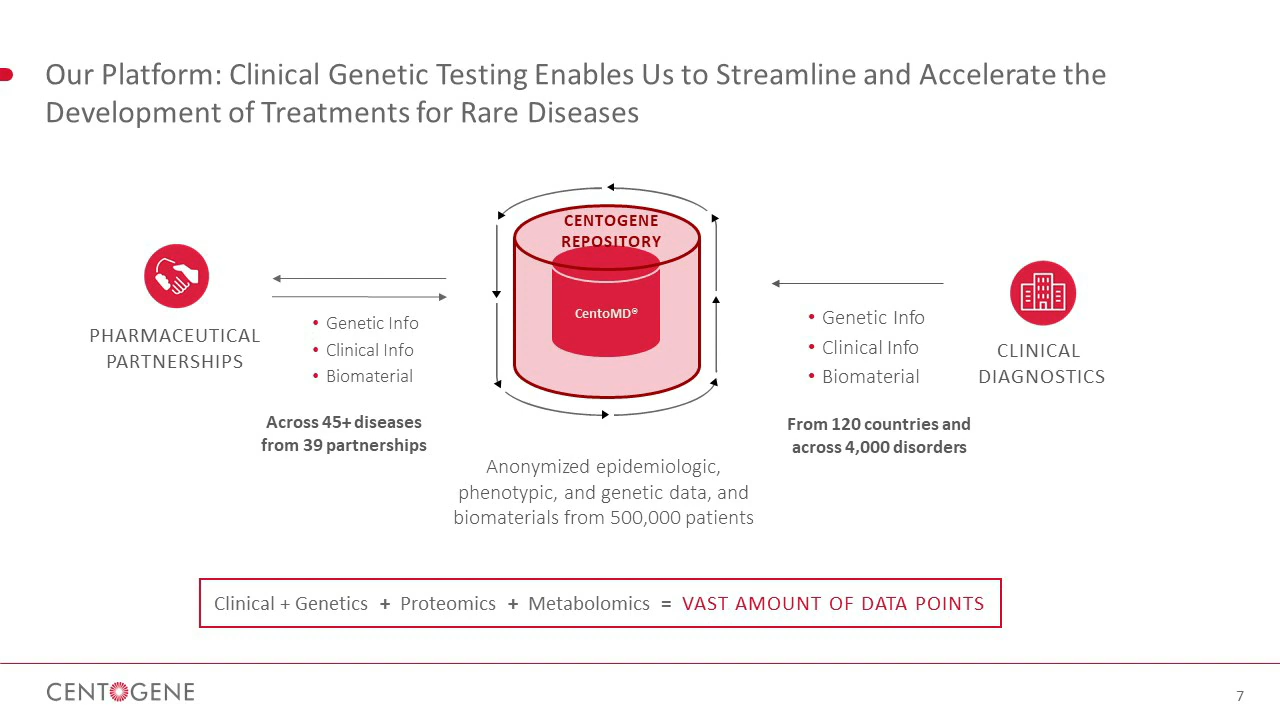 Our Platform: Clinical Genetic Testing Enables Us to Streamline and Accelerate the
Development of Treatments for Rare Diseases
PHARMACEUTICAL
PARTNERSHIPS
• Genetic Info
• Clinical Info
• Biomaterial
Across 45+ diseases
from 39 partnerships
CENTOGENE
REPOSITORY
CentoMD®
Anonymized epidemiologic,
phenotypic, and genetic data, and
biomaterials from 500,000 patients
• Genetic Info
• Clinical Info
• Biomaterial
From 120 countries and
across 4,000 disorders
CLINICAL
DIAGNOSTICS
Clinical + Genetics + Proteomics + Metabolomics = VAST AMOUNT OF DATA POINTS
CENTOGENE
7